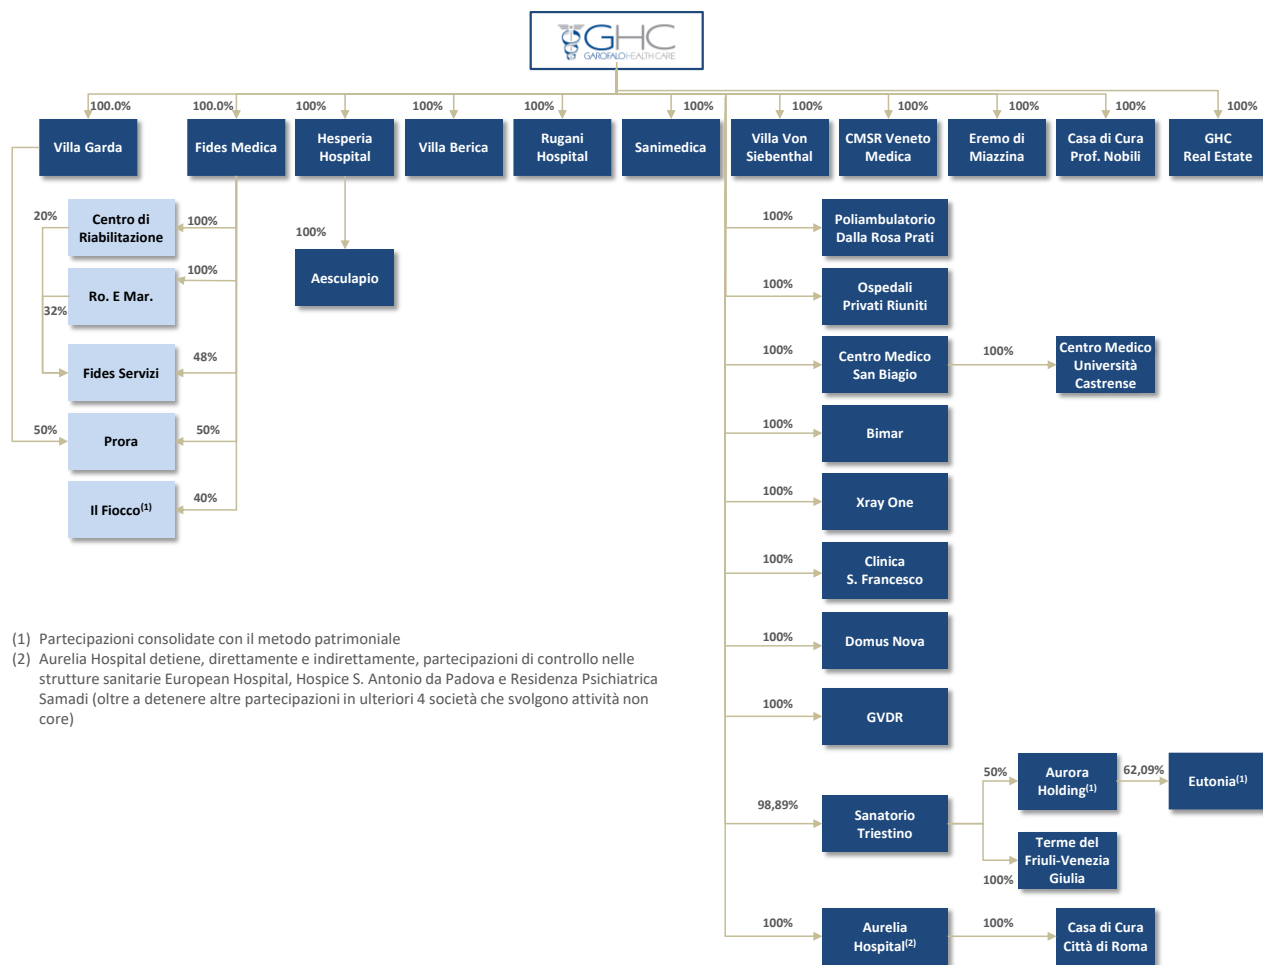 GHC
GAROFALO HEALTH CARE
100.0%
100.0%
100%
100%
100%
100%
100%
100%
100%
100%
100%
Villa Garda
Fides Medica
Hesperia
Hospital
Villa Berica
Rugani
Hospital
Sanimedica
Villa Von
Siebenthal
CMSR Veneto
Medica
Eremo di
Miazzina
Casa di Cura
Prof. Nobili
GHC
Real Estate
20%
Centro di
Riabilitazione
100%
100%
Aesculapio
100%
Poliambulatorio
Dalla Rosa Prati
Ro. E Mar.
100%
32%
100%
Ospedali
Privati Riuniti
Fides Servizi
48%
100%
Centro Medico
San Biagio
100%
Centro Medico
Università
Castrense
50%
Prora
50%
100%
Bimar
Il Fiocco(1)
40%
100%
Xray One
100%
Clinica
S. Francesco
100%
Domus Nova
100%
GVDR
(1) Partecipazioni consolidate con il metodo patrimoniale
(2) Aurelia Hospital detiene, direttamente e indirettamente, partecipazioni di controllo nelle
strutture sanitarie European Hospital, Hospice S. Antonio da Padova e Residenza Psichiatrica
Samadi (oltre a detenere altre partecipazioni in ulteriori 4 società che svolgono attività non
core)
98,89%
Sanatorio
Triestino
50%
Aurora
Holding(1)
62,09%
Eutonia(1)
100%
Terme del
Friuli-Venezia
Giulia
100%
Aurelia
Hospital(2)
100%
Casa di Cura
Città di Roma